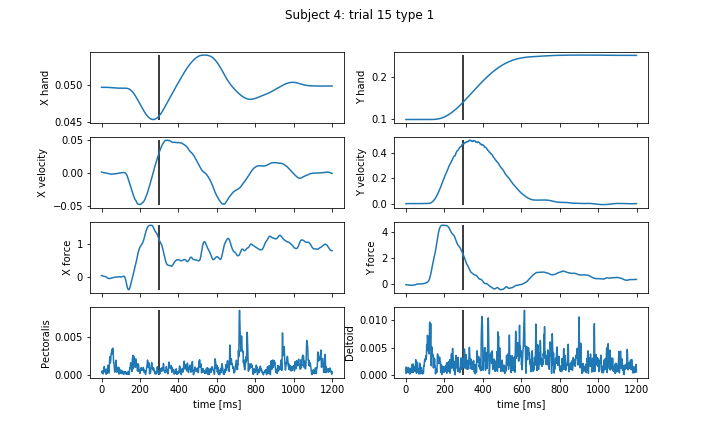 Subject 4: trial 15 type 1
X hand
0.050
0.045
Y hand
0.2
0.1
X velocity
0.05
0.00
−0.05
Y velocity
0.4
0.2
0.0
X force
1
0
Y force
4
2
0
Pectoralis
0.005
0.000
0 200 400 600 800 1000 1200
time [ms]
Deltoid
0.010
0.005
0.000
0 200 400 600 800 1000 1200
time [ms]